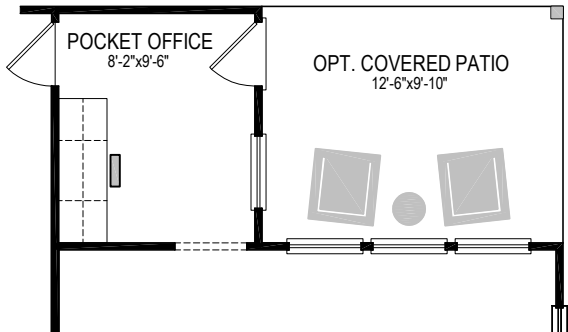 POCKET OFFICE
8'-2"x9'-6"
OPT. COVERED PATIO
12'-6"x9'-10"